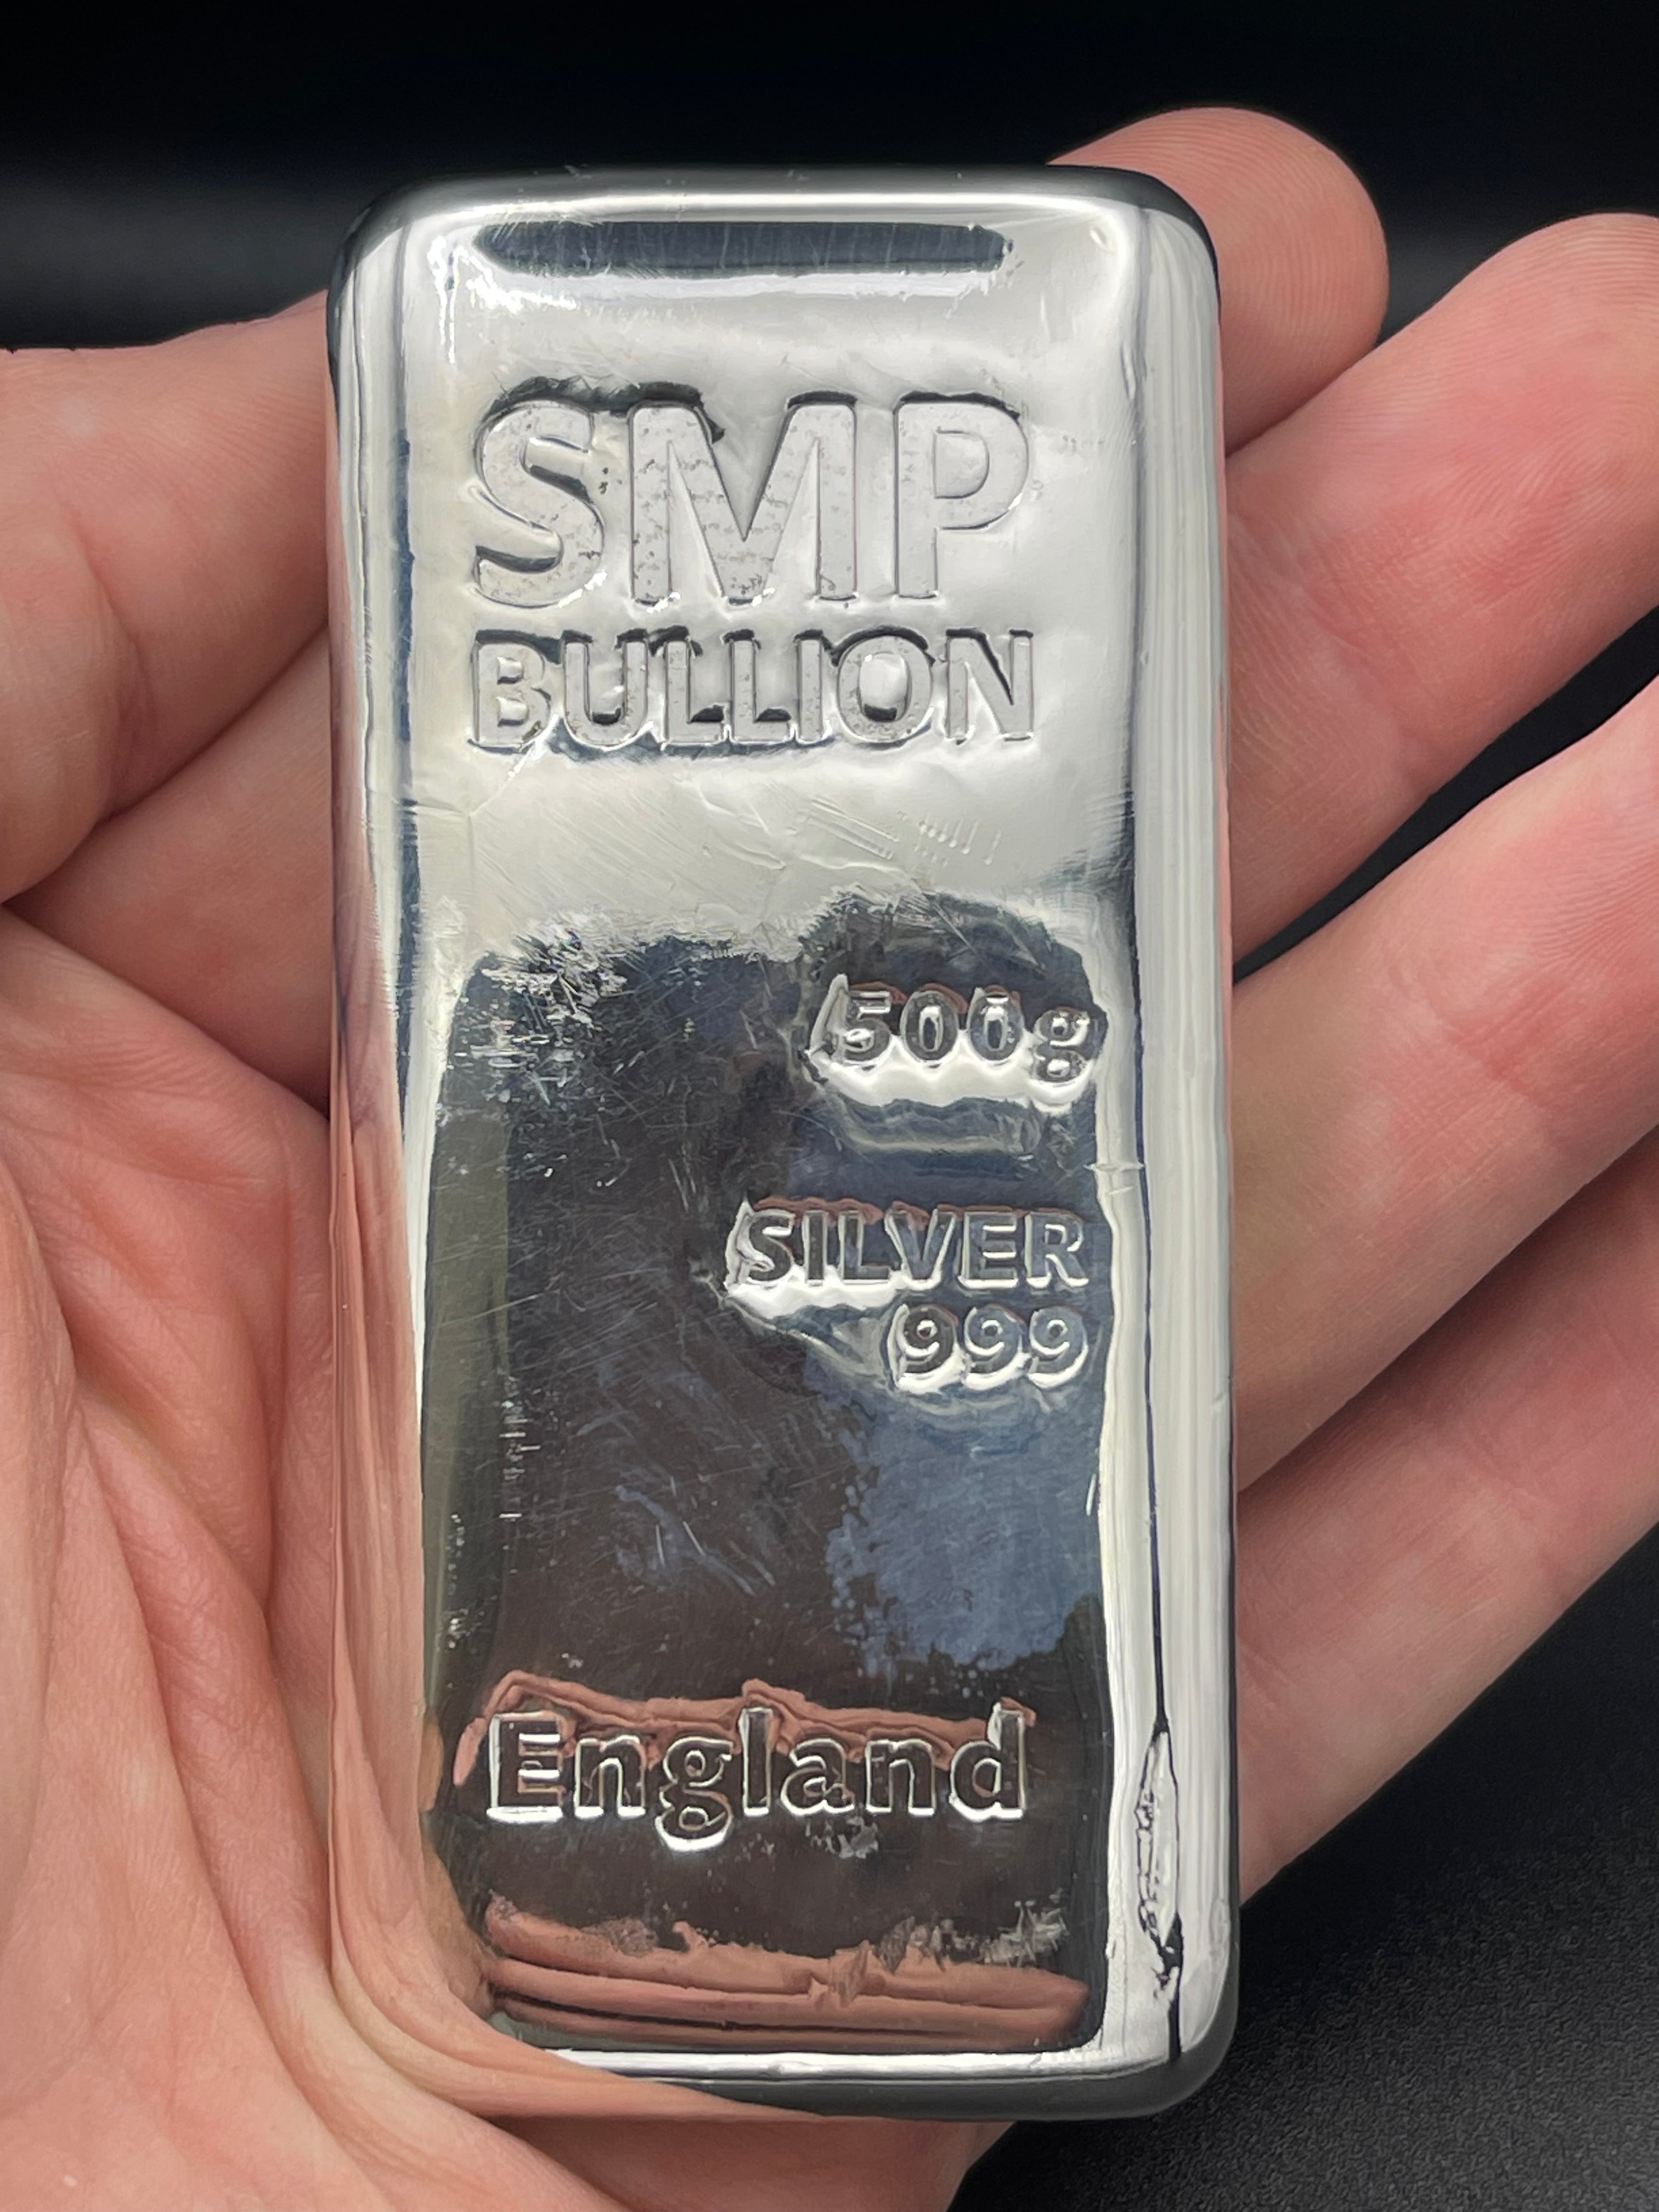 SMP
BULLION
500g
SILVER
999
England